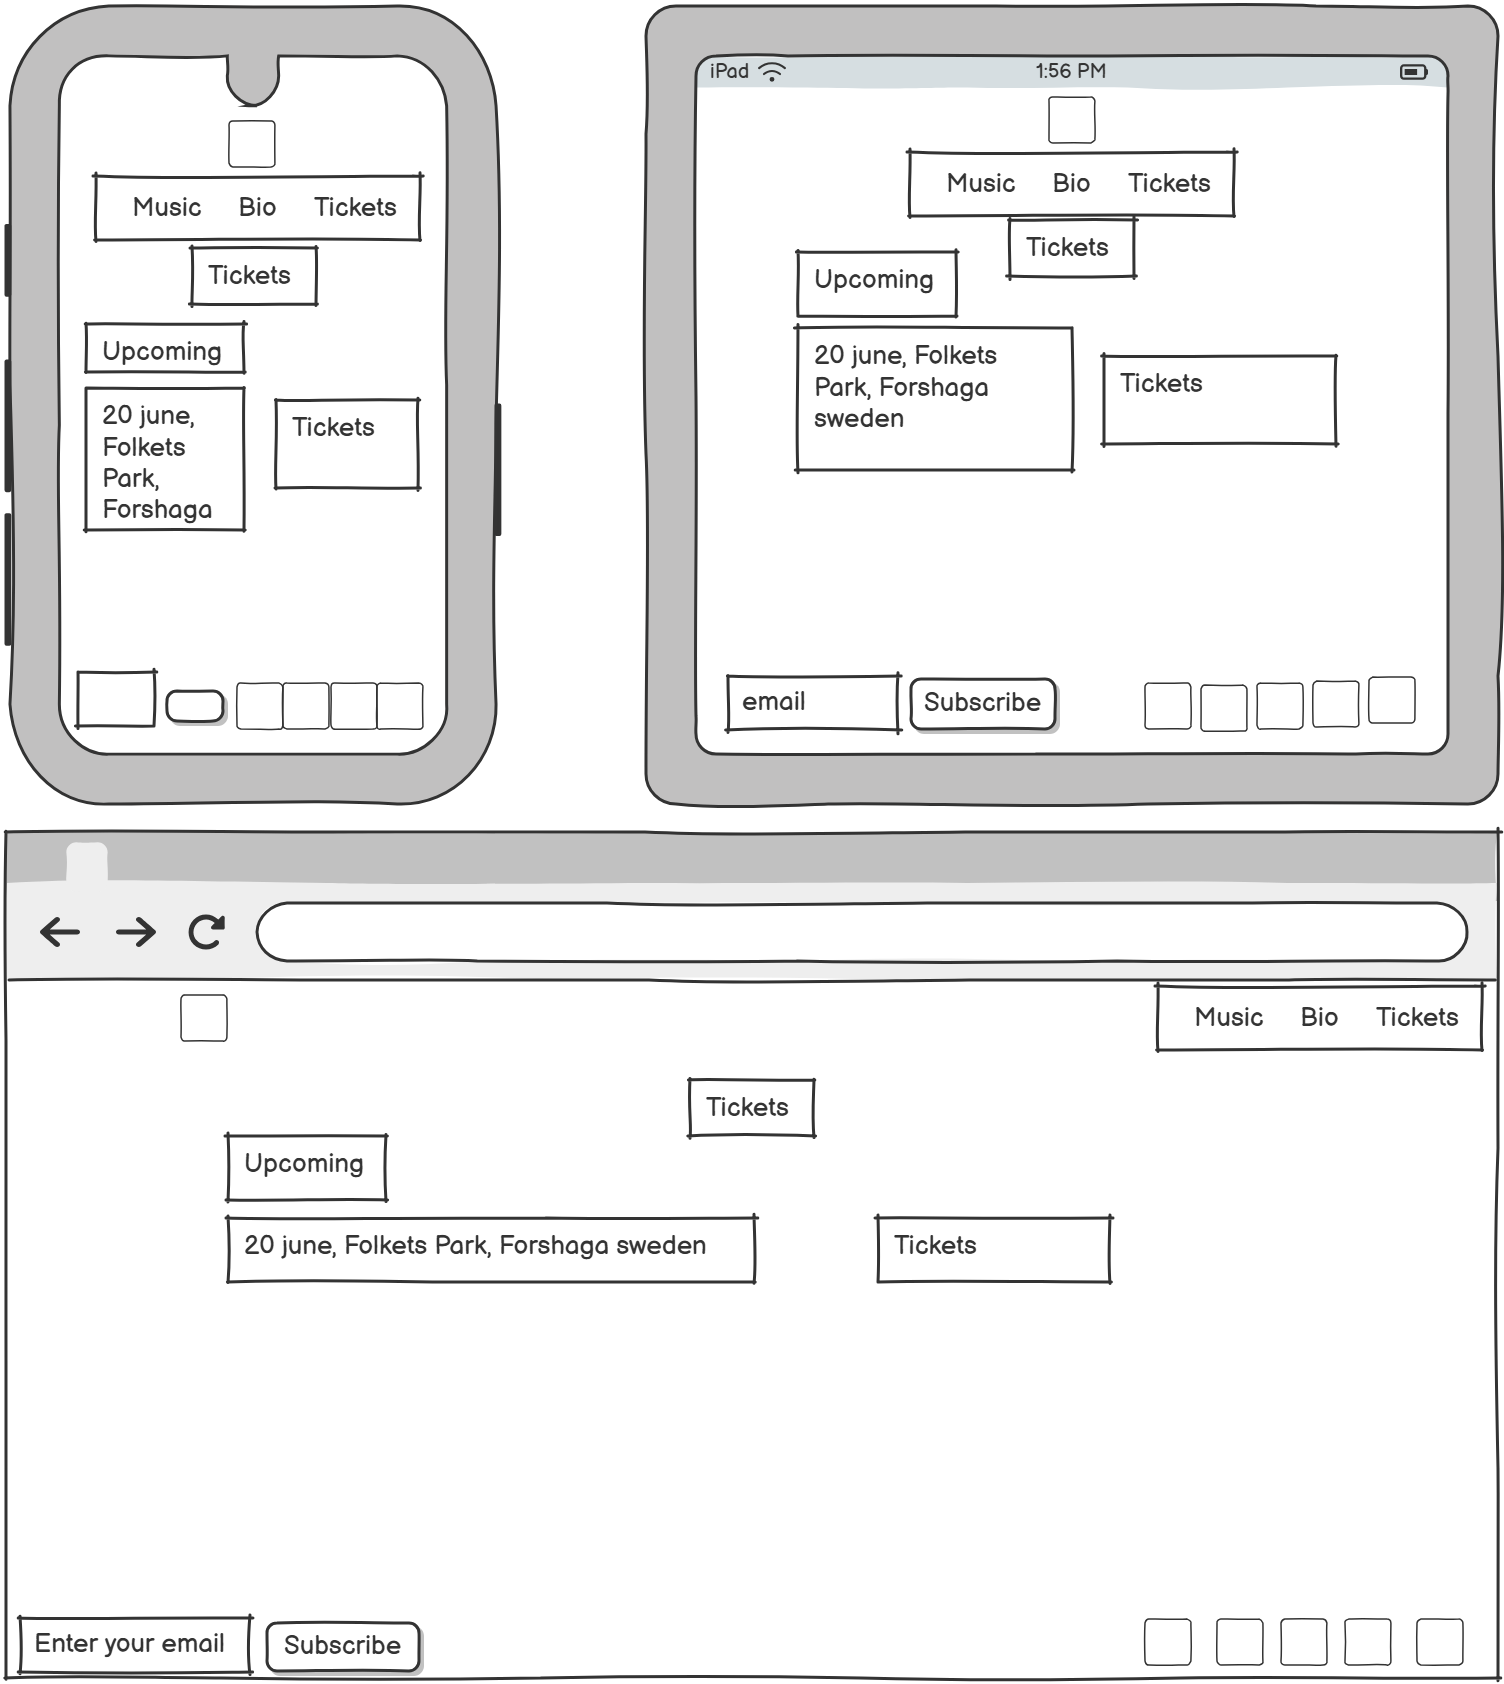 Music Bio Tickets
Tickets
Upcoming
20 june,
Folkets
Park,
Forshaga
Tickets
iPad 1:56 PM
Music Bio Tickets
Tickets
Upcoming
20 june, Folkets
Park, Forshaga
sweden
Tickets
email
Subscribe
Music Bio Tickets
Tickets
Upcoming
20 june, Folkets Park, Forshaga sweden
Tickets
Enter your email
Subscribe